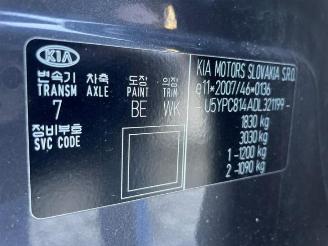 KIA
변속기 차축 도장 의장
TRANSM AXLE PAINT TRIM
7 BE WK
정비부호
SVC CODE
KIA MOTORS SLOVAKIA S.R.O.
e11*2007/46*0136
- U5YPC814ADL321199 -
1830 kg
3030 kg
1 -1200 kg
2 -1090 kg